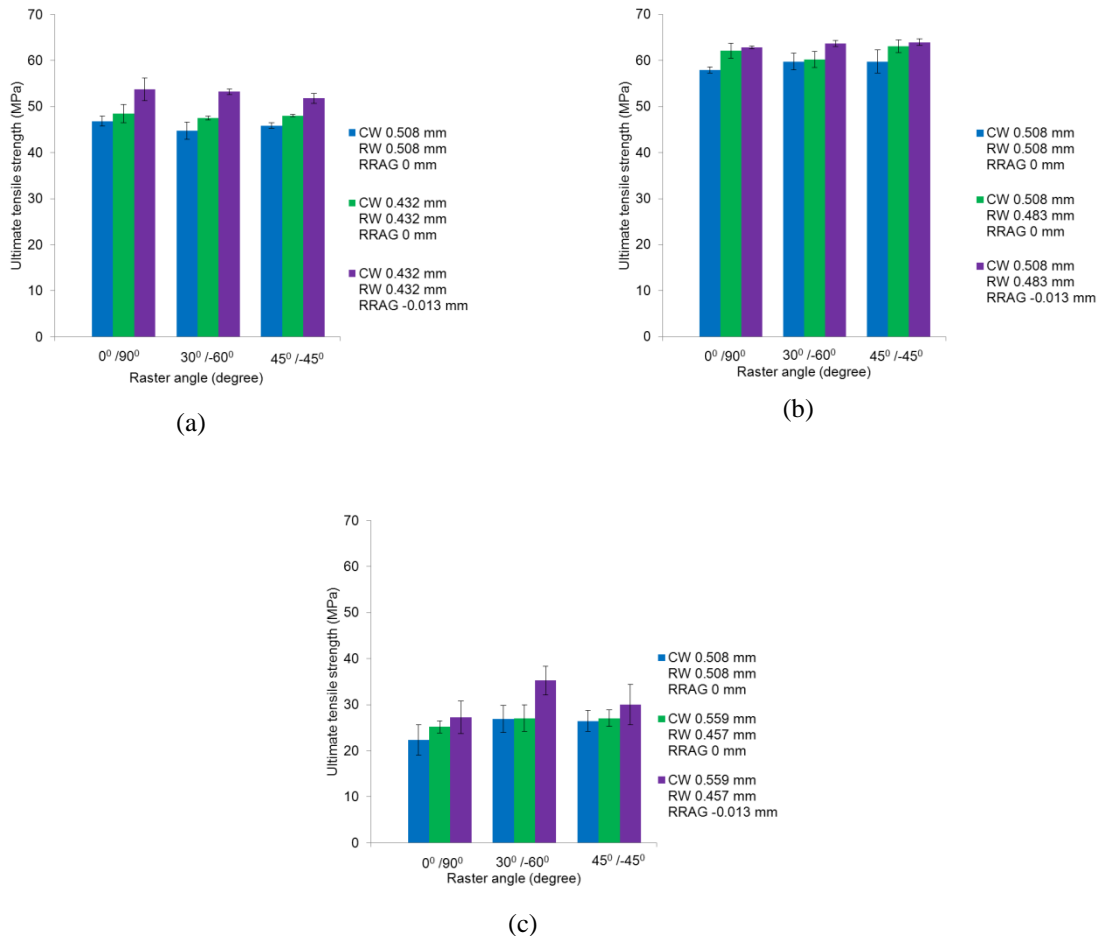 70
60
50
40
30
20
10
0
Ultimate tensile strength (MPa)
0⁰ /90⁰
30⁰ /-60⁰
45⁰ /-45⁰
Raster angle (degree)
CW 0.508 mm
RW 0.508 mm
RRAG 0 mm
CW 0.432 mm
RW 0.432 mm
RRAG 0 mm
CW 0.432 mm
RW 0.432 mm
RRAG -0.013 mm
(a)
70
60
50
40
30
20
10
0
Ultimate tensile strength (MPa)
0⁰ /90⁰
30⁰ /-60⁰
45⁰ /-45⁰
Raster angle (degree)
CW 0.508 mm
RW 0.508 mm
RRAG 0 mm
CW 0.508 mm
RW 0.483 mm
RRAG 0 mm
CW 0.508 mm
RW 0.483 mm
RRAG -0.013 mm
(b)
70
60
50
40
30
20
10
0
Ultimate tensile strength (MPa)
0⁰ /90⁰
30⁰ /-60⁰
45⁰ /-45⁰
Raster angle (degree)
CW 0.508 mm
RW 0.508 mm
RRAG 0 mm
CW 0.559 mm
RW 0.457 mm
RRAG 0 mm
CW 0.559 mm
RW 0.457 mm
RRAG -0.013 mm
(c)